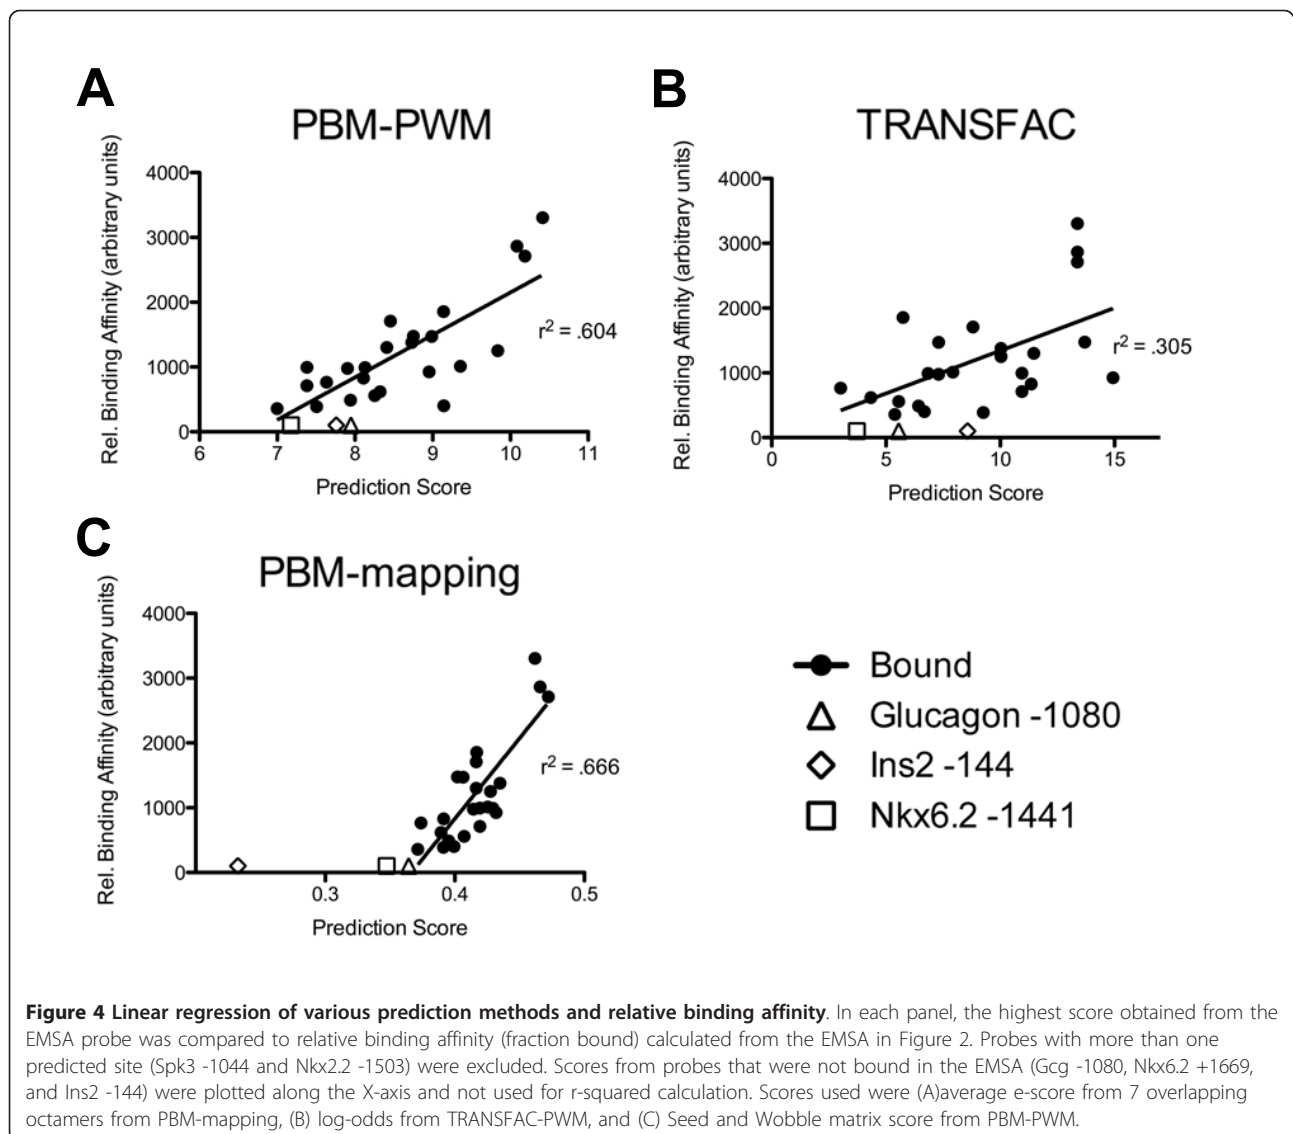 A
PBM-PWM
Rel. Binding Affinity (arbitrary units)
4000
3000
2000
1000
0
r² = .604
6 7 8 9 10 11
Prediction Score
B
TRANSFAC
Rel. Binding Affinity (arbitrary units)
4000
3000
2000
1000
0
r² = .305
0 5 10 15
Prediction Score
C
PBM-mapping
Rel. Binding Affinity (arbitrary units)
4000
3000
2000
1000
0
r² = .666
0.3 0.4 0.5
Prediction Score
Bound
Glucagon -1080
Ins2 -144
Nkx6.2 -1441
Figure 4 Linear regression of various prediction methods and relative binding affinity. In each panel, the highest score obtained from the
EMSA probe was compared to relative binding affinity (fraction bound) calculated from the EMSA in Figure 2. Probes with more than one
predicted site (Spk3 -1044 and Nkx2.2 -1503) were excluded. Scores from probes that were not bound in the EMSA (Gcg -1080, Nkx6.2 +1669,
and Ins2 -144) were plotted along the X-axis and not used for r-squared calculation. Scores used were (A)average e-score from 7 overlapping
octamers from PBM-mapping, (B) log-odds from TRANSFAC-PWM, and (C) Seed and Wobble matrix score from PBM-PWM.